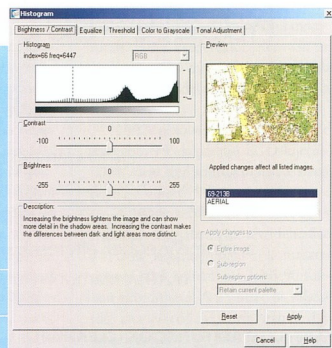 Histogram
Brightness / Contrast Equalize Threshold Color to Grayscale Tonal Adjustment
Histogram
index=66 freq=6447
RGB
Contrast
0
-100
100
Brightness
0
-255
255
Description:
Increasing the brightness lightens the image and can show
more detail in the shadow areas. Increasing the contrast makes
the differences between dark and light areas more distinct.
Preview
Applied changes affect all listed images.
69-213B
AERIAL
Apply changes to
Entire image
Subregion
Subregion options
Retain current palette
Reset
Apply
Cancel
Help